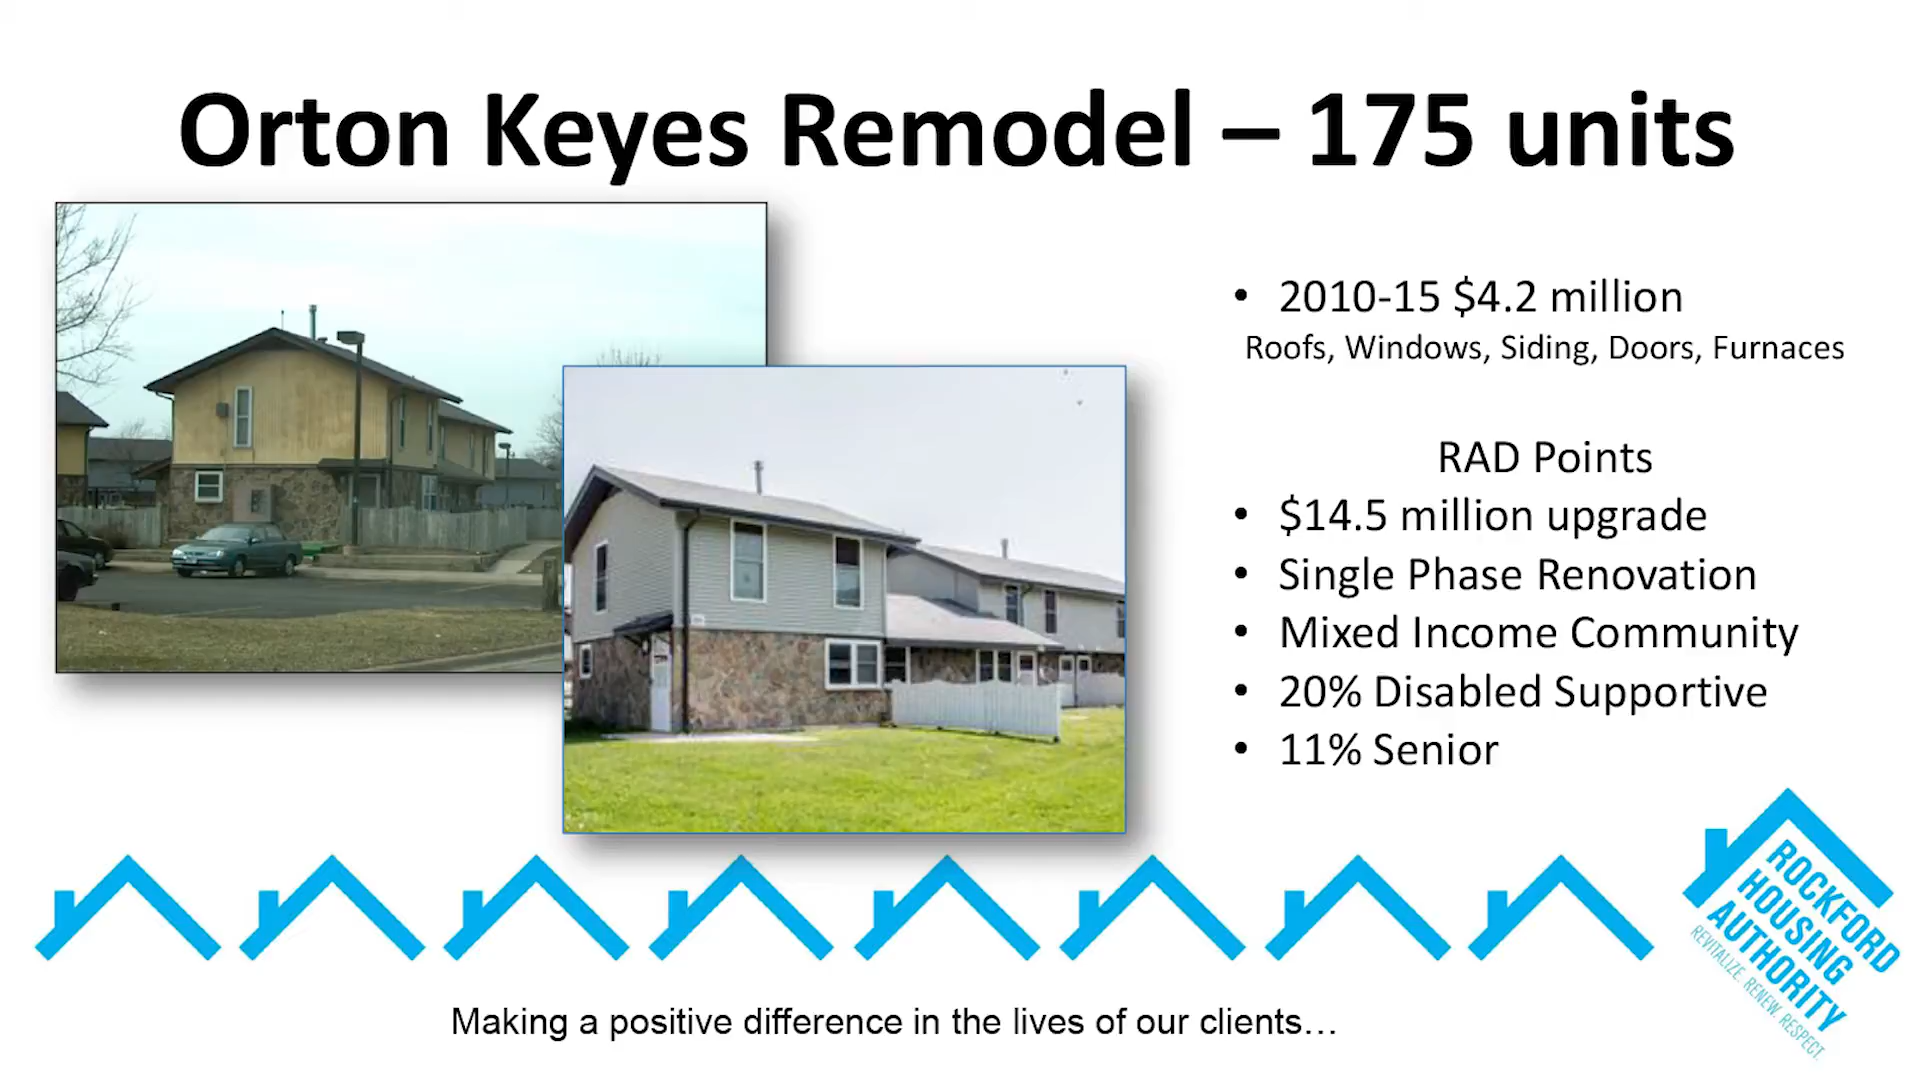 Orton Keyes Remodel – 175 units
• 2010-15 $4.2 million
Roofs, Windows, Siding, Doors, Furnaces
RAD Points
• $14.5 million upgrade
• Single Phase Renovation
• Mixed Income Community
• 20% Disabled Supportive
• 11% Senior
ROCKFORD
HOUSING
AUTHORITY
REVITALIZE. RENEW. RESPECT.
Making a positive difference in the lives of our clients…